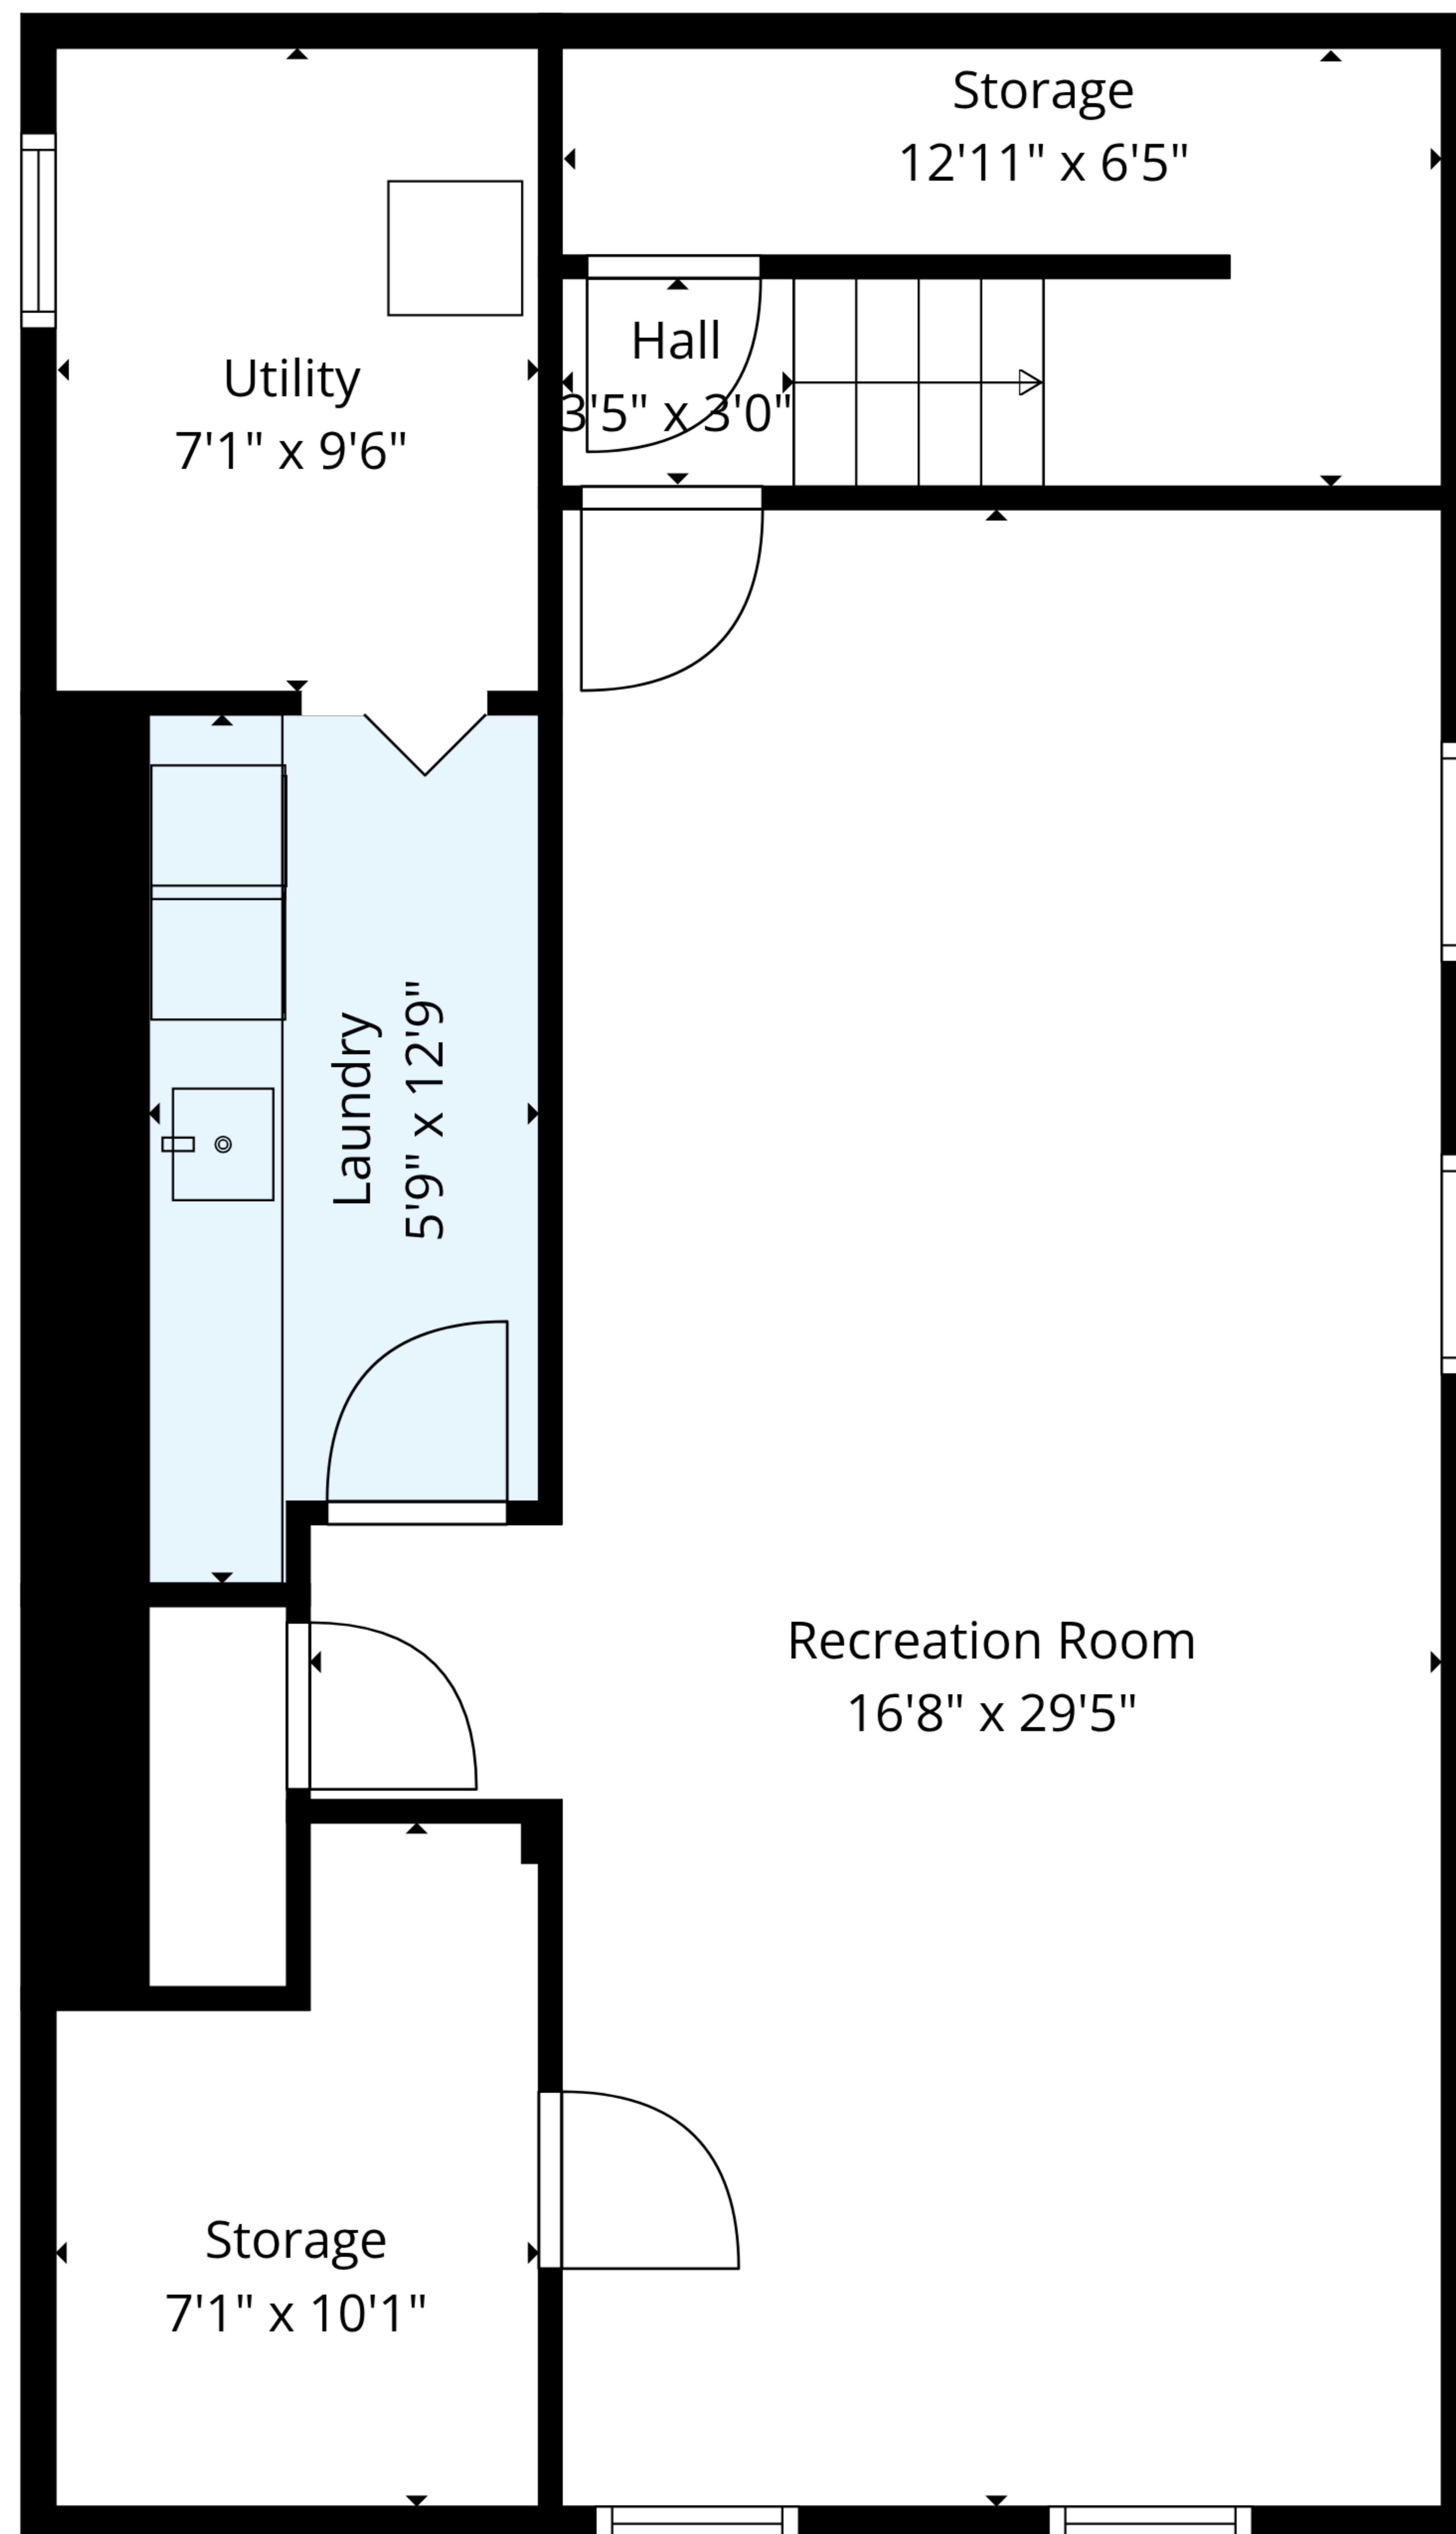 Storage
12'11" x 6'5"
Hall
3'5" x 3'0"
Utility
7'1" x 9'6"
Laundry
5'9" x 12'9"
Recreation Room
16'8" x 29'5"
Storage
7'1" x 10'1"